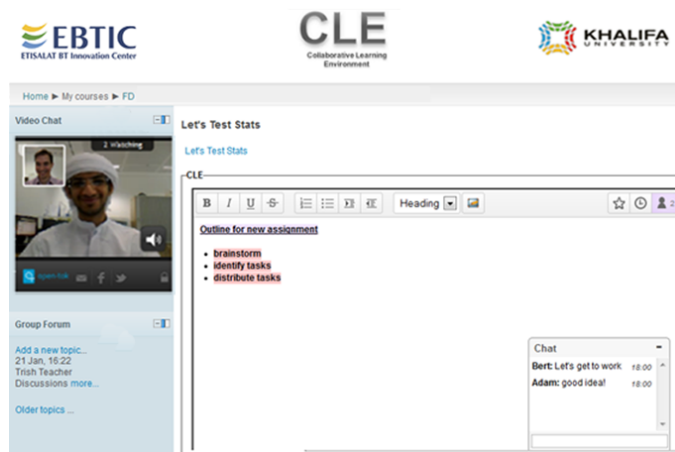 EBTIC
ETISALAT BT Innovation Center
CLE
Collaborative Learning
Environment
KHALIFA
UNIVERSITY
Home ► My courses ► FD
Video Chat
2 Watching
open-tok
Group Forum
Add a new topic...
21 Jan, 16:22
Trish Teacher
Discussions more...
Older topics ...
Let's Test Stats
Let's Test Stats
CLE
B I U S
Heading
2
Outline for new assignment
• brainstorm
• identify tasks
• distribute tasks
Chat
Bert: Let's get to work 18:00
Adam: good idea! 18:00